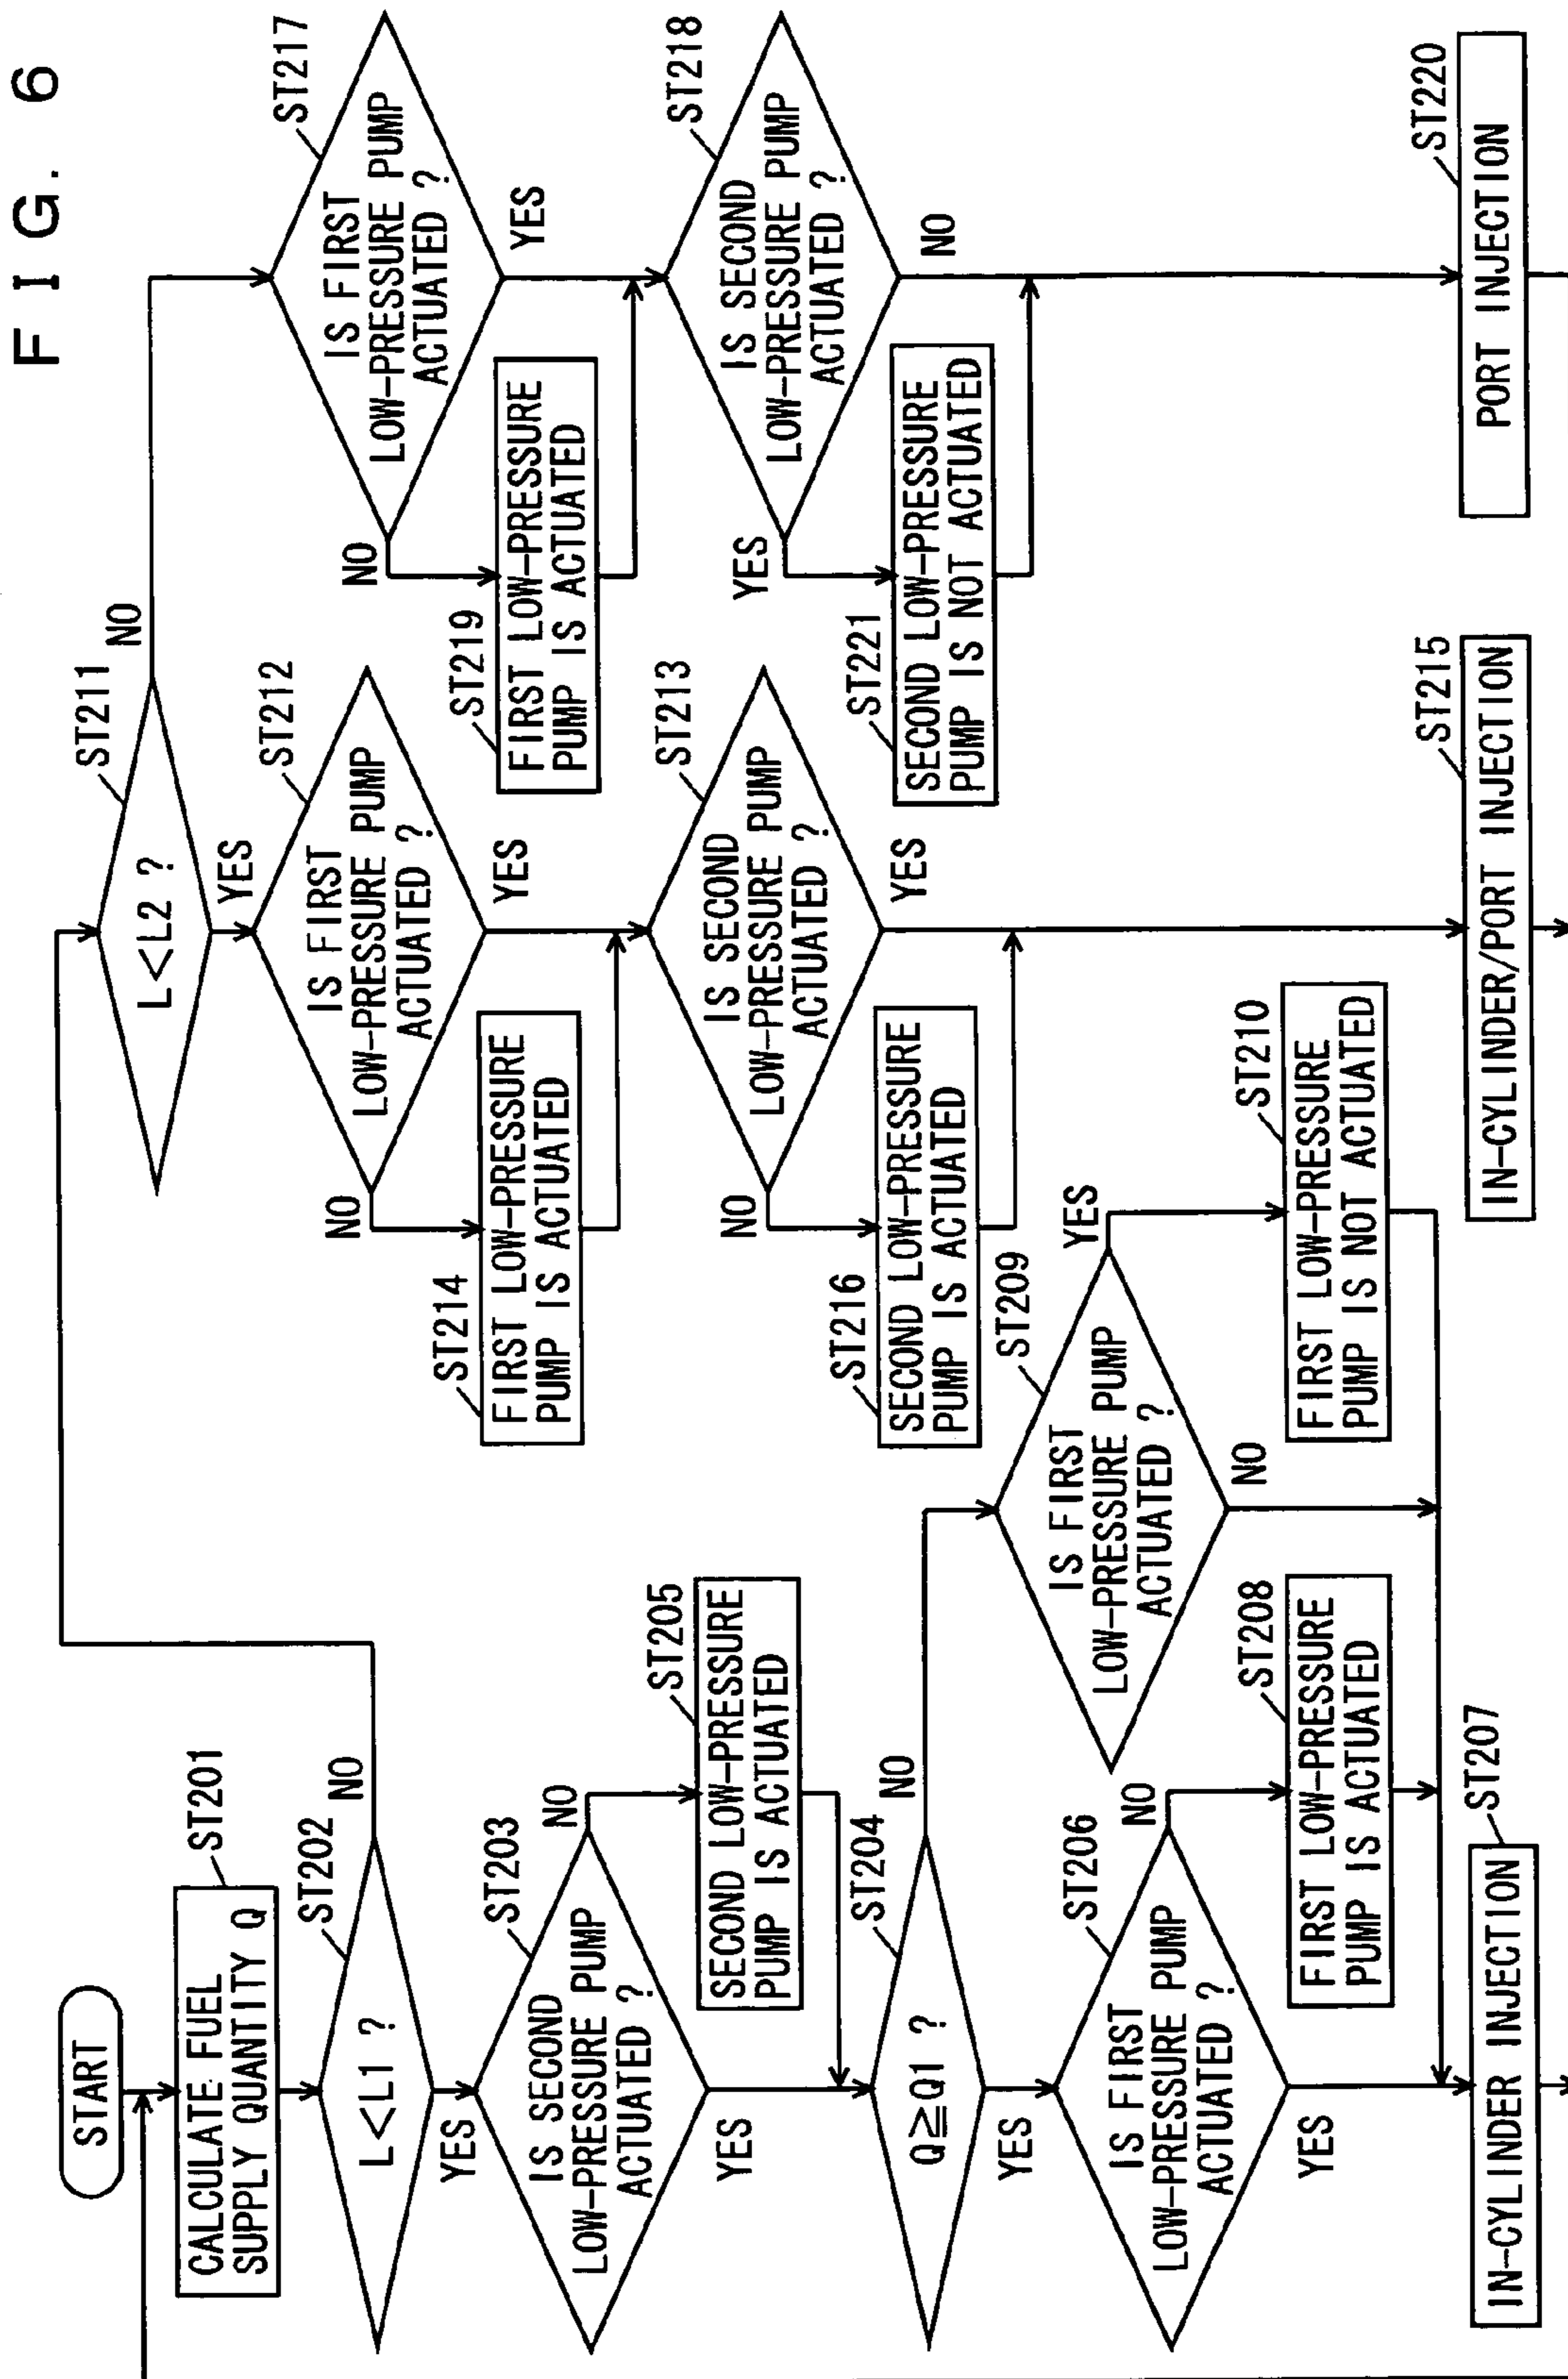 FIG. 6
START
CALCULATE FUEL
SUPPLY QUANTITY Q
ST201
L<L1 ?
ST202
NO
YES
IS SECOND
LOW-PRESSURE PUMP
ACTUATED ?
ST203
NO
YES
SECOND LOW-PRESSURE
PUMP IS ACTUATED
ST205
Q≧Q1 ?
ST204
NO
YES
IS FIRST
LOW-PRESSURE PUMP
ACTUATED ?
ST206
NO
YES
FIRST LOW-PRESSURE
PUMP IS ACTUATED
ST208
IS FIRST
LOW-PRESSURE PUMP
ACTUATED ?
ST209
YES
NO
FIRST LOW-PRESSURE
PUMP IS NOT ACTUATED
ST210
IN-CYLINDER INJECTION
ST207
L<L2 ?
ST211
NO
YES
IS FIRST
LOW-PRESSURE PUMP
ACTUATED ?
ST212
NO
YES
FIRST LOW-PRESSURE
PUMP IS ACTUATED
ST214
IS SECOND
LOW-PRESSURE PUMP
ACTUATED ?
ST213
NO
YES
SECOND LOW-PRESSURE
PUMP IS ACTUATED
ST216
IN-CYLINDER/PORT INJECTION
ST215
IS FIRST
LOW-PRESSURE PUMP
ACTUATED ?
ST217
NO
YES
FIRST LOW-PRESSURE
PUMP IS ACTUATED
ST219
IS SECOND
LOW-PRESSURE PUMP
ACTUATED ?
ST218
YES
NO
SECOND LOW-PRESSURE
PUMP IS NOT ACTUATED
ST221
PORT INJECTION
ST220